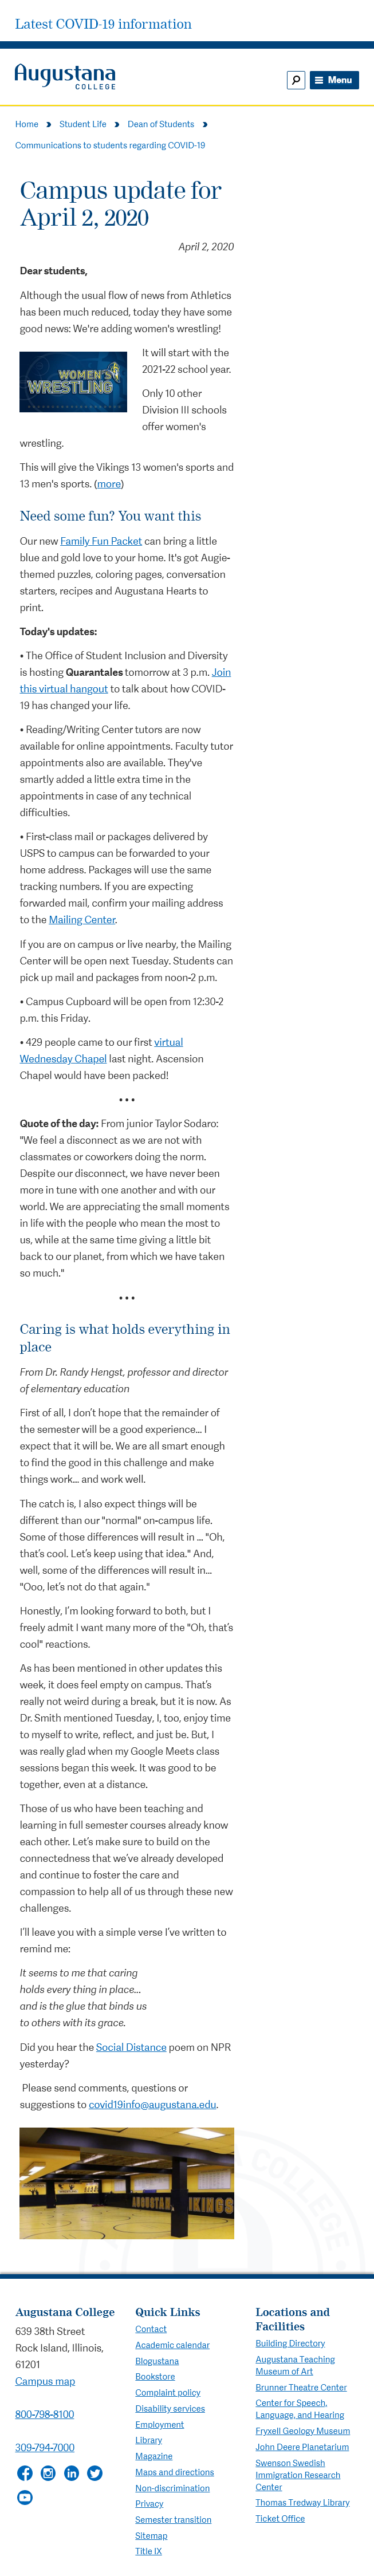 Latest COVID-19 information
Augustana
COLLEGE
Menu
Home
Student Life
Dean of Students
Communications to students regarding COVID-19
Campus update for
April 2, 2020
April 2, 2020
Dear students,
Although the usual flow of news from Athletics
has been much reduced, today they have some
good news: We're adding women's wrestling!
WOMEN'S
WRESTLING
It will start with the
2021-22 school year.
Only 10 other
Division III schools
offer women's
wrestling.
This will give the Vikings 13 women's sports and
13 men's sports. (more)
Need some fun? You want this
Our new Family Fun Packet can bring a little
blue and gold love to your home. It's got Augie-
themed puzzles, coloring pages, conversation
starters, recipes and Augustana Hearts to
print.
Today's updates:
• The Office of Student Inclusion and Diversity
is hosting Quarantales tomorrow at 3 p.m. Join
this virtual hangout to talk about how COVID-
19 has changed your life.
• Reading/Writing Center tutors are now
available for online appointments. Faculty tutor
appointments also are available. They've
smartly added a little extra time in the
appointments in case of a tech technical
difficulties.
• First-class mail or packages delivered by
USPS to campus can be forwarded to your
home address. Packages will use the same
tracking numbers. If you are expecting
forwarded mail, confirm your mailing address
to the Mailing Center.
If you are on campus or live nearby, the Mailing
Center will be open next Tuesday. Students can
pick up mail and packages from noon-2 p.m.
• Campus Cupboard will be open from 12:30-2
p.m. this Friday.
• 429 people came to our first virtual
Wednesday Chapel last night. Ascension
Chapel would have been packed!
• • •
Quote of the day: From junior Taylor Sodaro:
"We feel a disconnect as we are not with
classmates or coworkers doing the norm.
Despite our disconnect, we have never been
more in tune with one another and with our
world. We are appreciating the small moments
in life with the people who mean the most to
us, while at the same time giving a little bit
back to our planet, from which we have taken
so much."
• • •
Caring is what holds everything in
place
From Dr. Randy Hengst, professor and director
of elementary education
First of all, I don't hope that the remainder of
the semester will be a good experience... I
expect that it will be. We are all smart enough
to find the good in this challenge and make
things work... and work well.
The catch is, I also expect things will be
different than our "normal" on-campus life.
Some of those differences will result in ... "Oh,
that's cool. Let's keep using that idea." And,
well, some of the differences will result in...
"Ooo, let's not do that again."
Honestly, I'm looking forward to both, but I
freely admit I want many more of the "Oh, that's
cool" reactions.
As has been mentioned in other updates this
week, it does feel empty on campus. That's
really not weird during a break, but it is now. As
Dr. Smith mentioned Tuesday, I, too, enjoy time
to myself to write, reflect, and just be. But, I
was really glad when my Google Meets class
sessions began this week. It was good to be
together, even at a distance.
Those of us who have been teaching and
learning in full semester courses already know
each other. Let's make sure to build on the
connectedness that we've already developed
and continue to foster the care and
compassion to help all of us through these new
challenges.
I'll leave you with a simple verse I've written to
remind me:
It seems to me that caring
holds every thing in place...
and is the glue that binds us
to others with its grace.
Did you hear the Social Distance poem on NPR
yesterday?
Please send comments, questions or
suggestions to covid19info@augustana.edu.
Augustana College
639 38th Street
Rock Island, Illinois,
61201
Campus map
800-798-8100
309-794-7000
Quick Links
Contact
Academic calendar
Blogustana
Bookstore
Complaint policy
Disability services
Employment
Library
Magazine
Maps and directions
Non-discrimination
Privacy
Semester transition
Sitemap
Title IX
Locations and
Facilities
Building Directory
Augustana Teaching
Museum of Art
Brunner Theatre Center
Center for Speech,
Language, and Hearing
Fryxell Geology Museum
John Deere Planetarium
Swenson Swedish
Immigration Research
Center
Thomas Tredway Library
Ticket Office